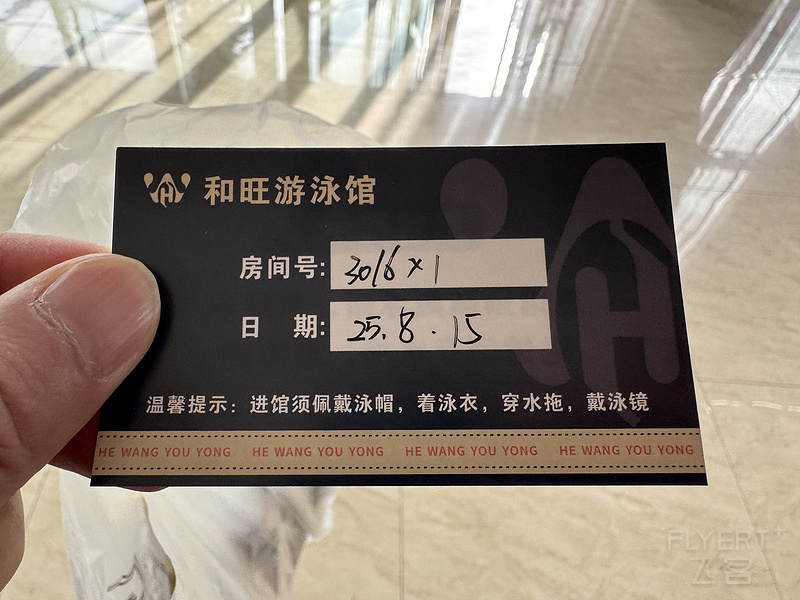 和旺游泳馆
房间号: 3016×1
日 期: 25.8.15
温馨提示：进馆须佩戴泳帽，着泳衣，穿水拖，戴泳镜
HE WANG YOU YONG HE WANG YOU YONG HE WANG YOU YONG HE WANG YOU YONG
FLYERT+
飞客